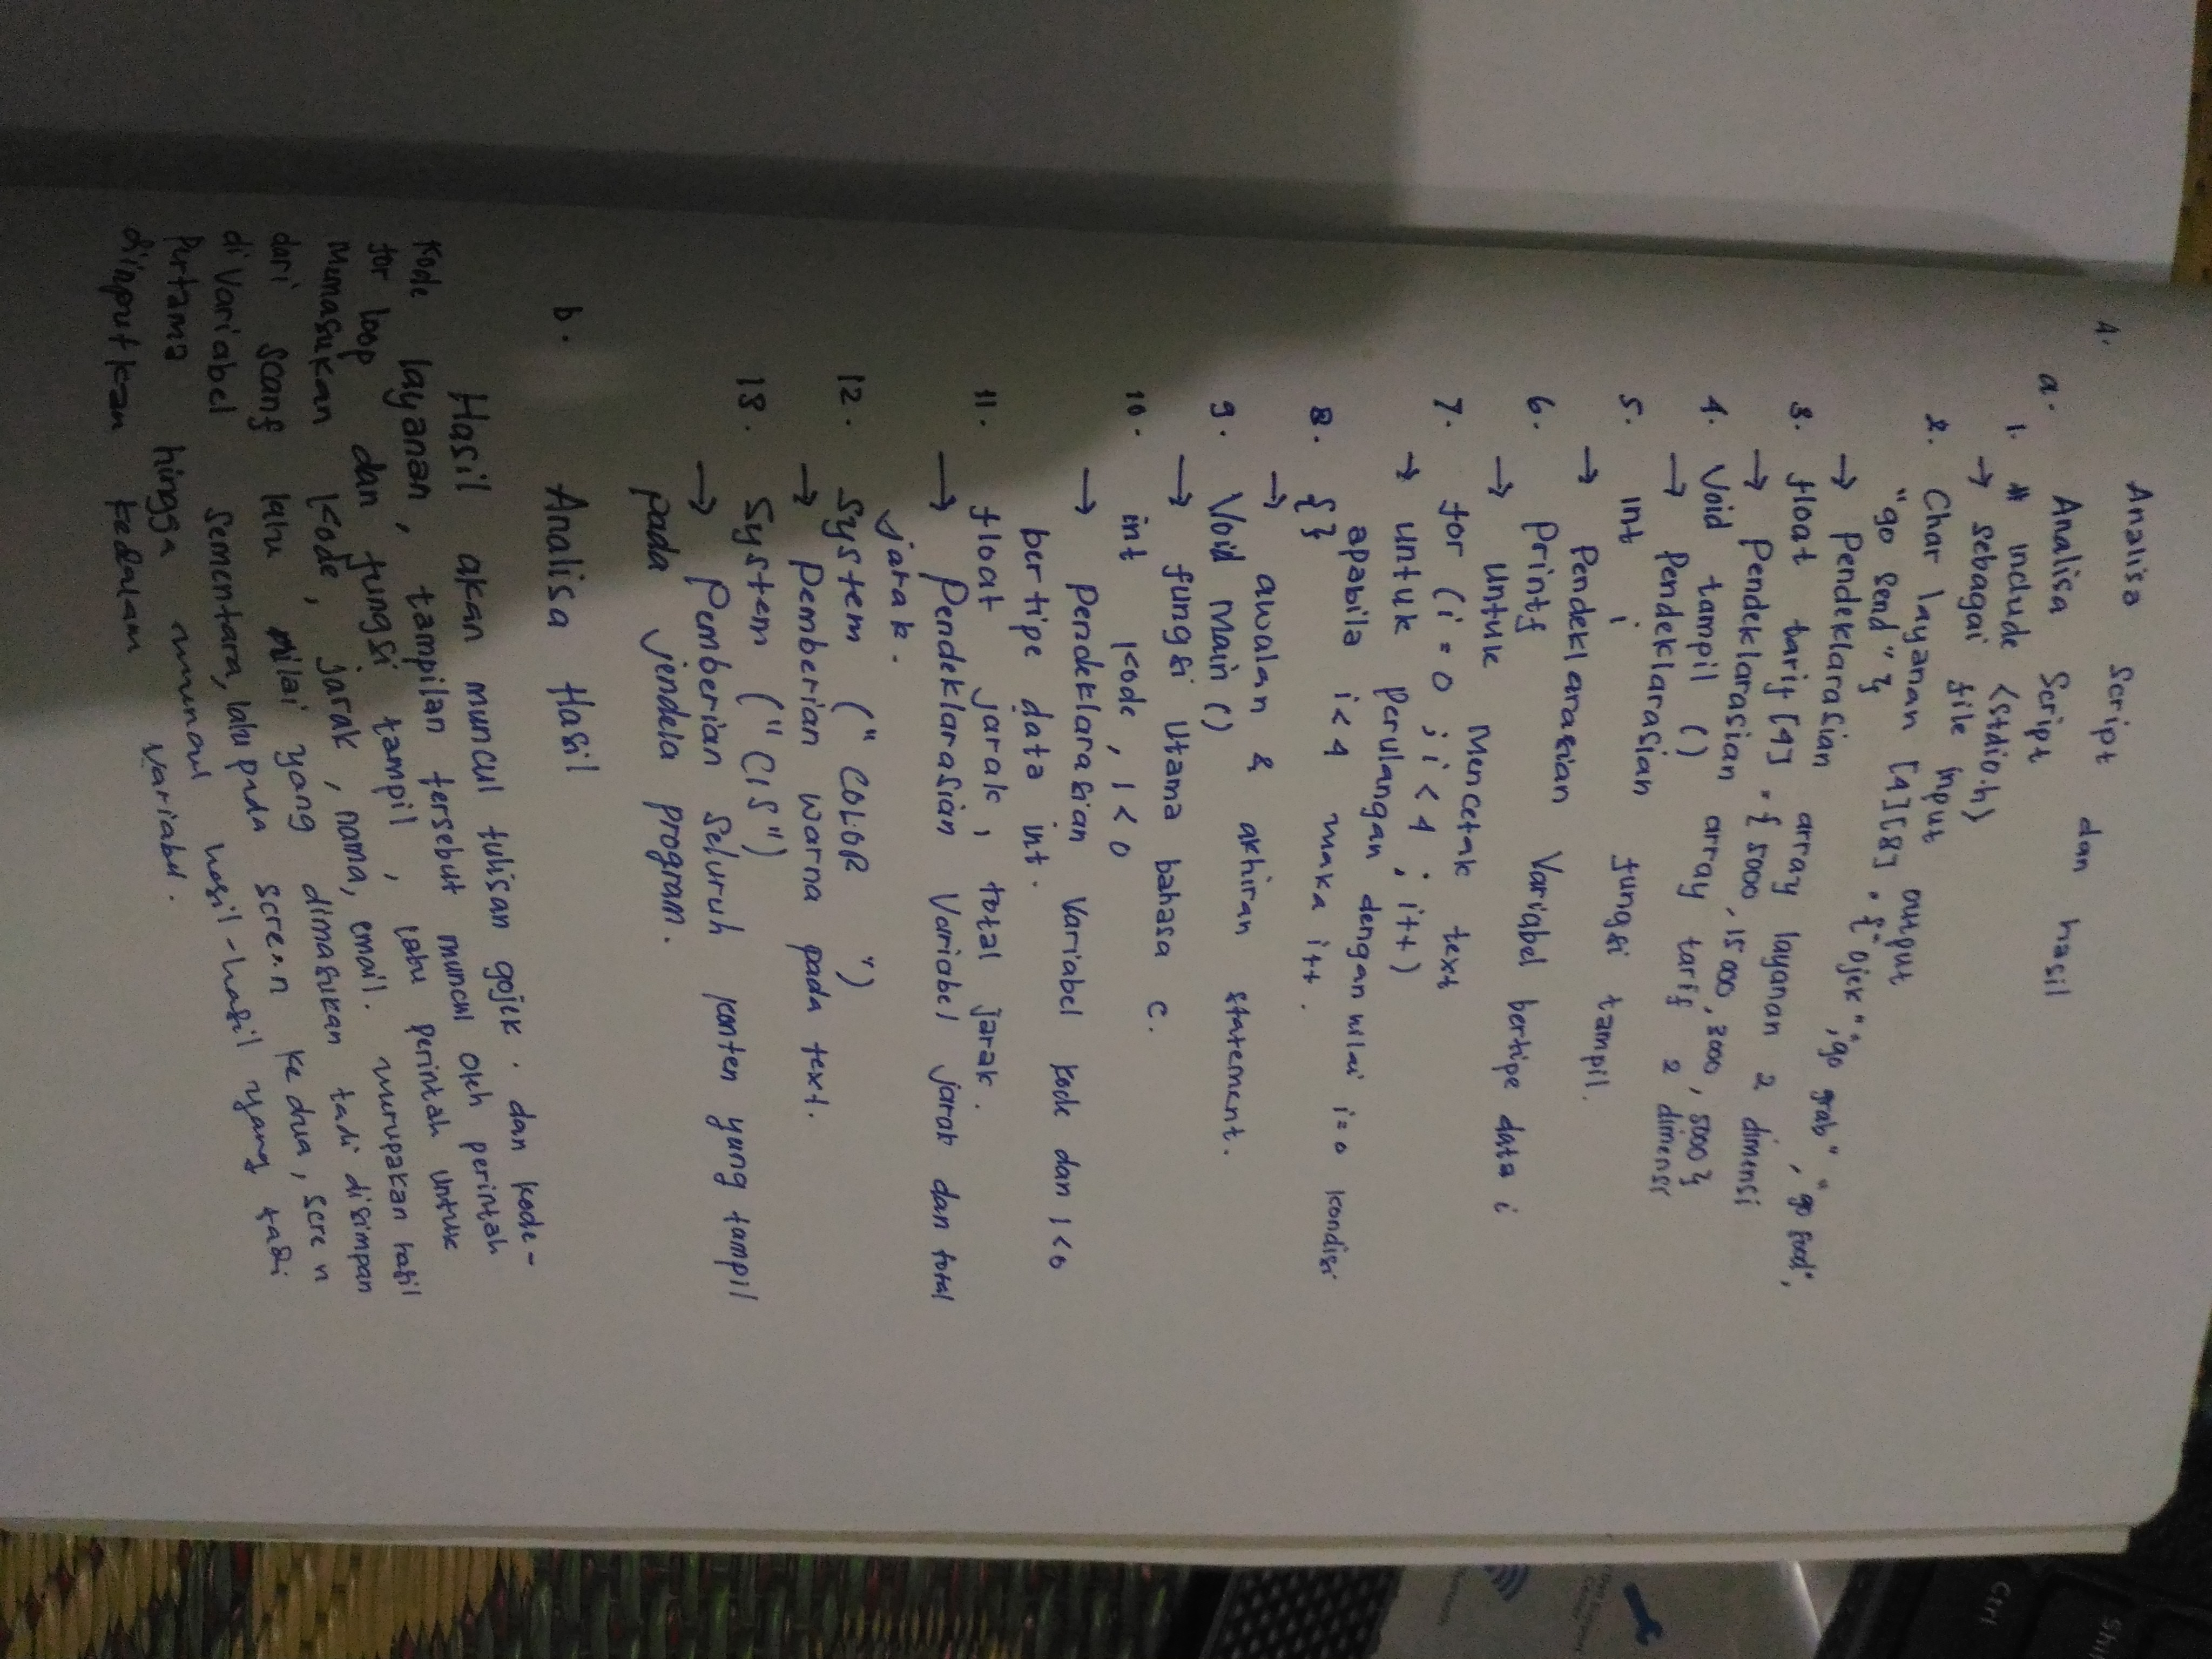 4. Analisa Script dan hasil
a. Analisa Script
1. # include <stdio.h>
→ sebagai file input output
2. Char layanan [4][8] = {"Ojek", "go grab", "go food",
"go send"}
→ Pendeklarasian array layanan 2 dimensi
3. float tarif [4] = {5000, 15000, 3000, 5000}
→ Pendeklarasian array tarif 2 dimensi
4. Void tampil ()
→ Pendeklarasian fungsi tampil.
5. int i
→ Pendeklarasian Variabel bertipe data i
6. Printf
→ Untuk Mencetak text
7. for (i = 0 ; i < 4 ; i++)
→ Untuk Perulangan dengan nilai i = 0 kondisi
apabila i < 4 maka i++.
8. {}
→ awalan & akhiran statement.
9. Void Main ()
→ fungsi Utama bahasa C.
10. int kode, l < 0
→ Pendeklarasian Variabel kode dan l < 0
bertipe data int.
11. float jarak, total jarak.
→ Pendeklarasian Variabel jarak dan total
jarak.
12. System ("COLOR ")
→ Pemberian warna pada text.
13. System ("Cls")
→ Pemberian Seluruh konten yang tampil
pada jendela program.
b. Analisa Hasil
Hasil akan muncul tulisan gojek. dan kode-
kode layanan, tampilan tersebut muncul oleh perintah
for loop dan fungsi tampil, lalu perintah Untuk
memasukan kode, jarak, nama, email. merupakan hasil
dari scanf lalu nilai yang dimasukan tadi disimpan
di Variabel sementara, lalu pada screen ke dua, screen
Pertama hingga muncul hasil-hasil yang tadi
diinputkan kedalam Variabel.